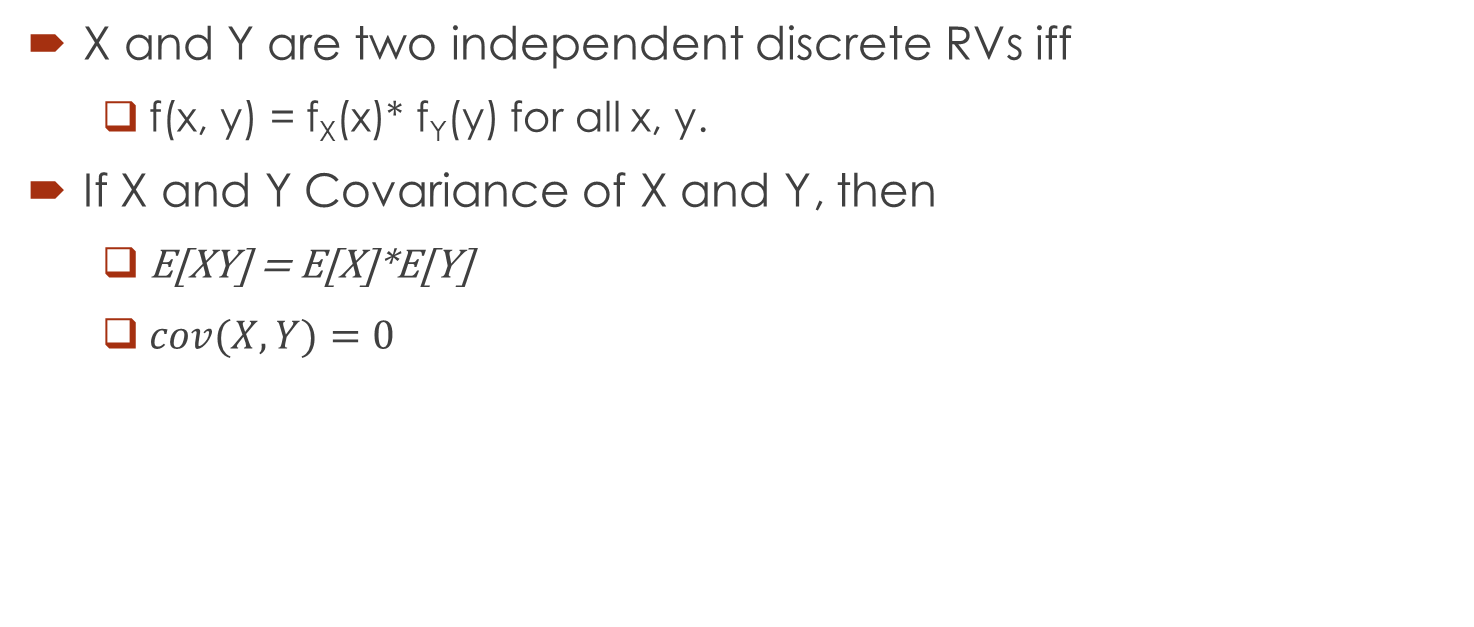 X and Y are two independent discrete RVs iff
f(x, y) = fX(x)* fY(y) for all x, y.
If X and Y Covariance of X and Y, then
E[XY] = E[X]*E[Y]
cov(X, Y) = 0